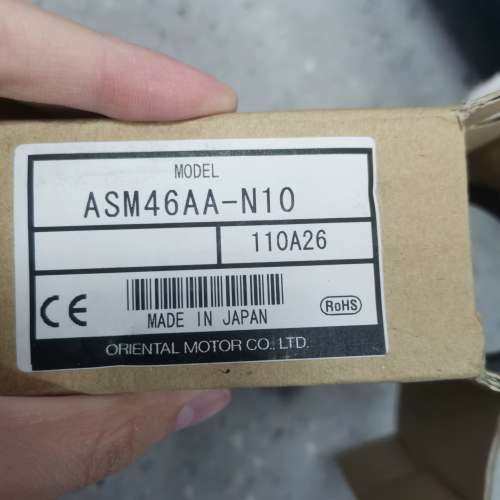 MODEL
ASM46AA-N10
110A26
CE
RoHS
MADE IN JAPAN
ORIENTAL MOTOR CO., LTD.